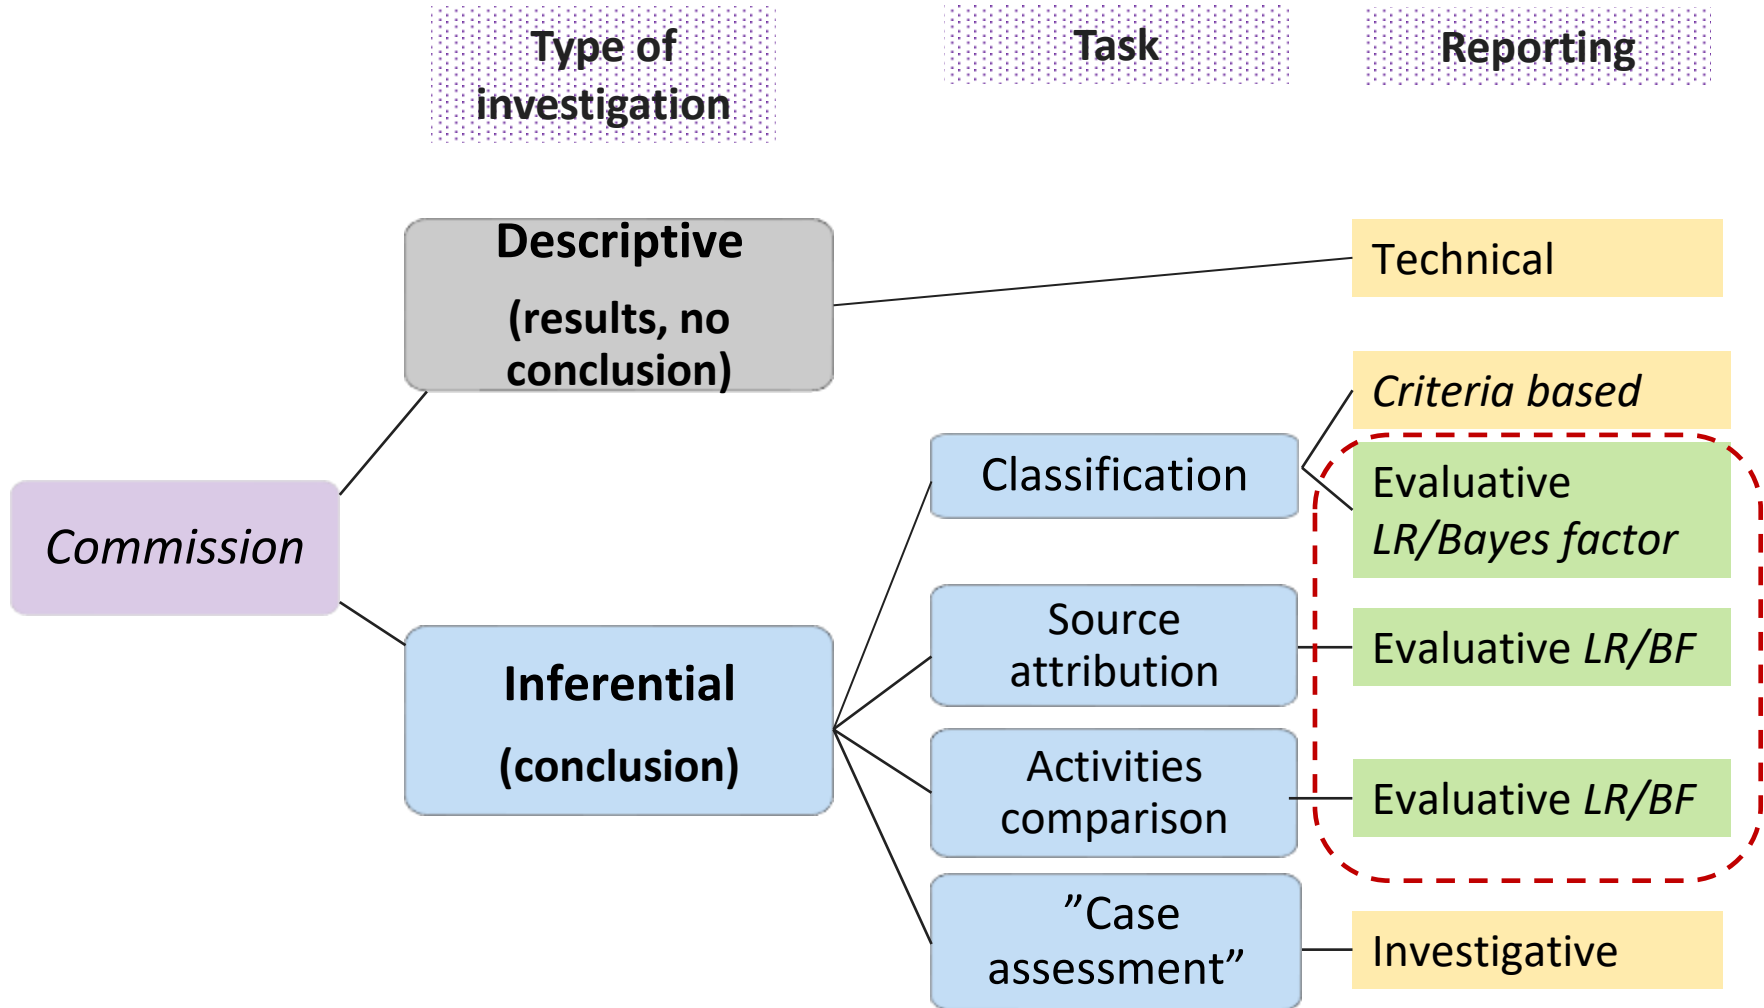 Type of
investigation
Task
Reporting
Descriptive
(results, no
conclusion)
Technical
Criteria based
Classification
Evaluative
LR/Bayes factor
Commission
Source
attribution
Evaluative LR/BF
Inferential
(conclusion)
Activities
comparison
Evaluative LR/BF
”Case
assessment”
Investigative